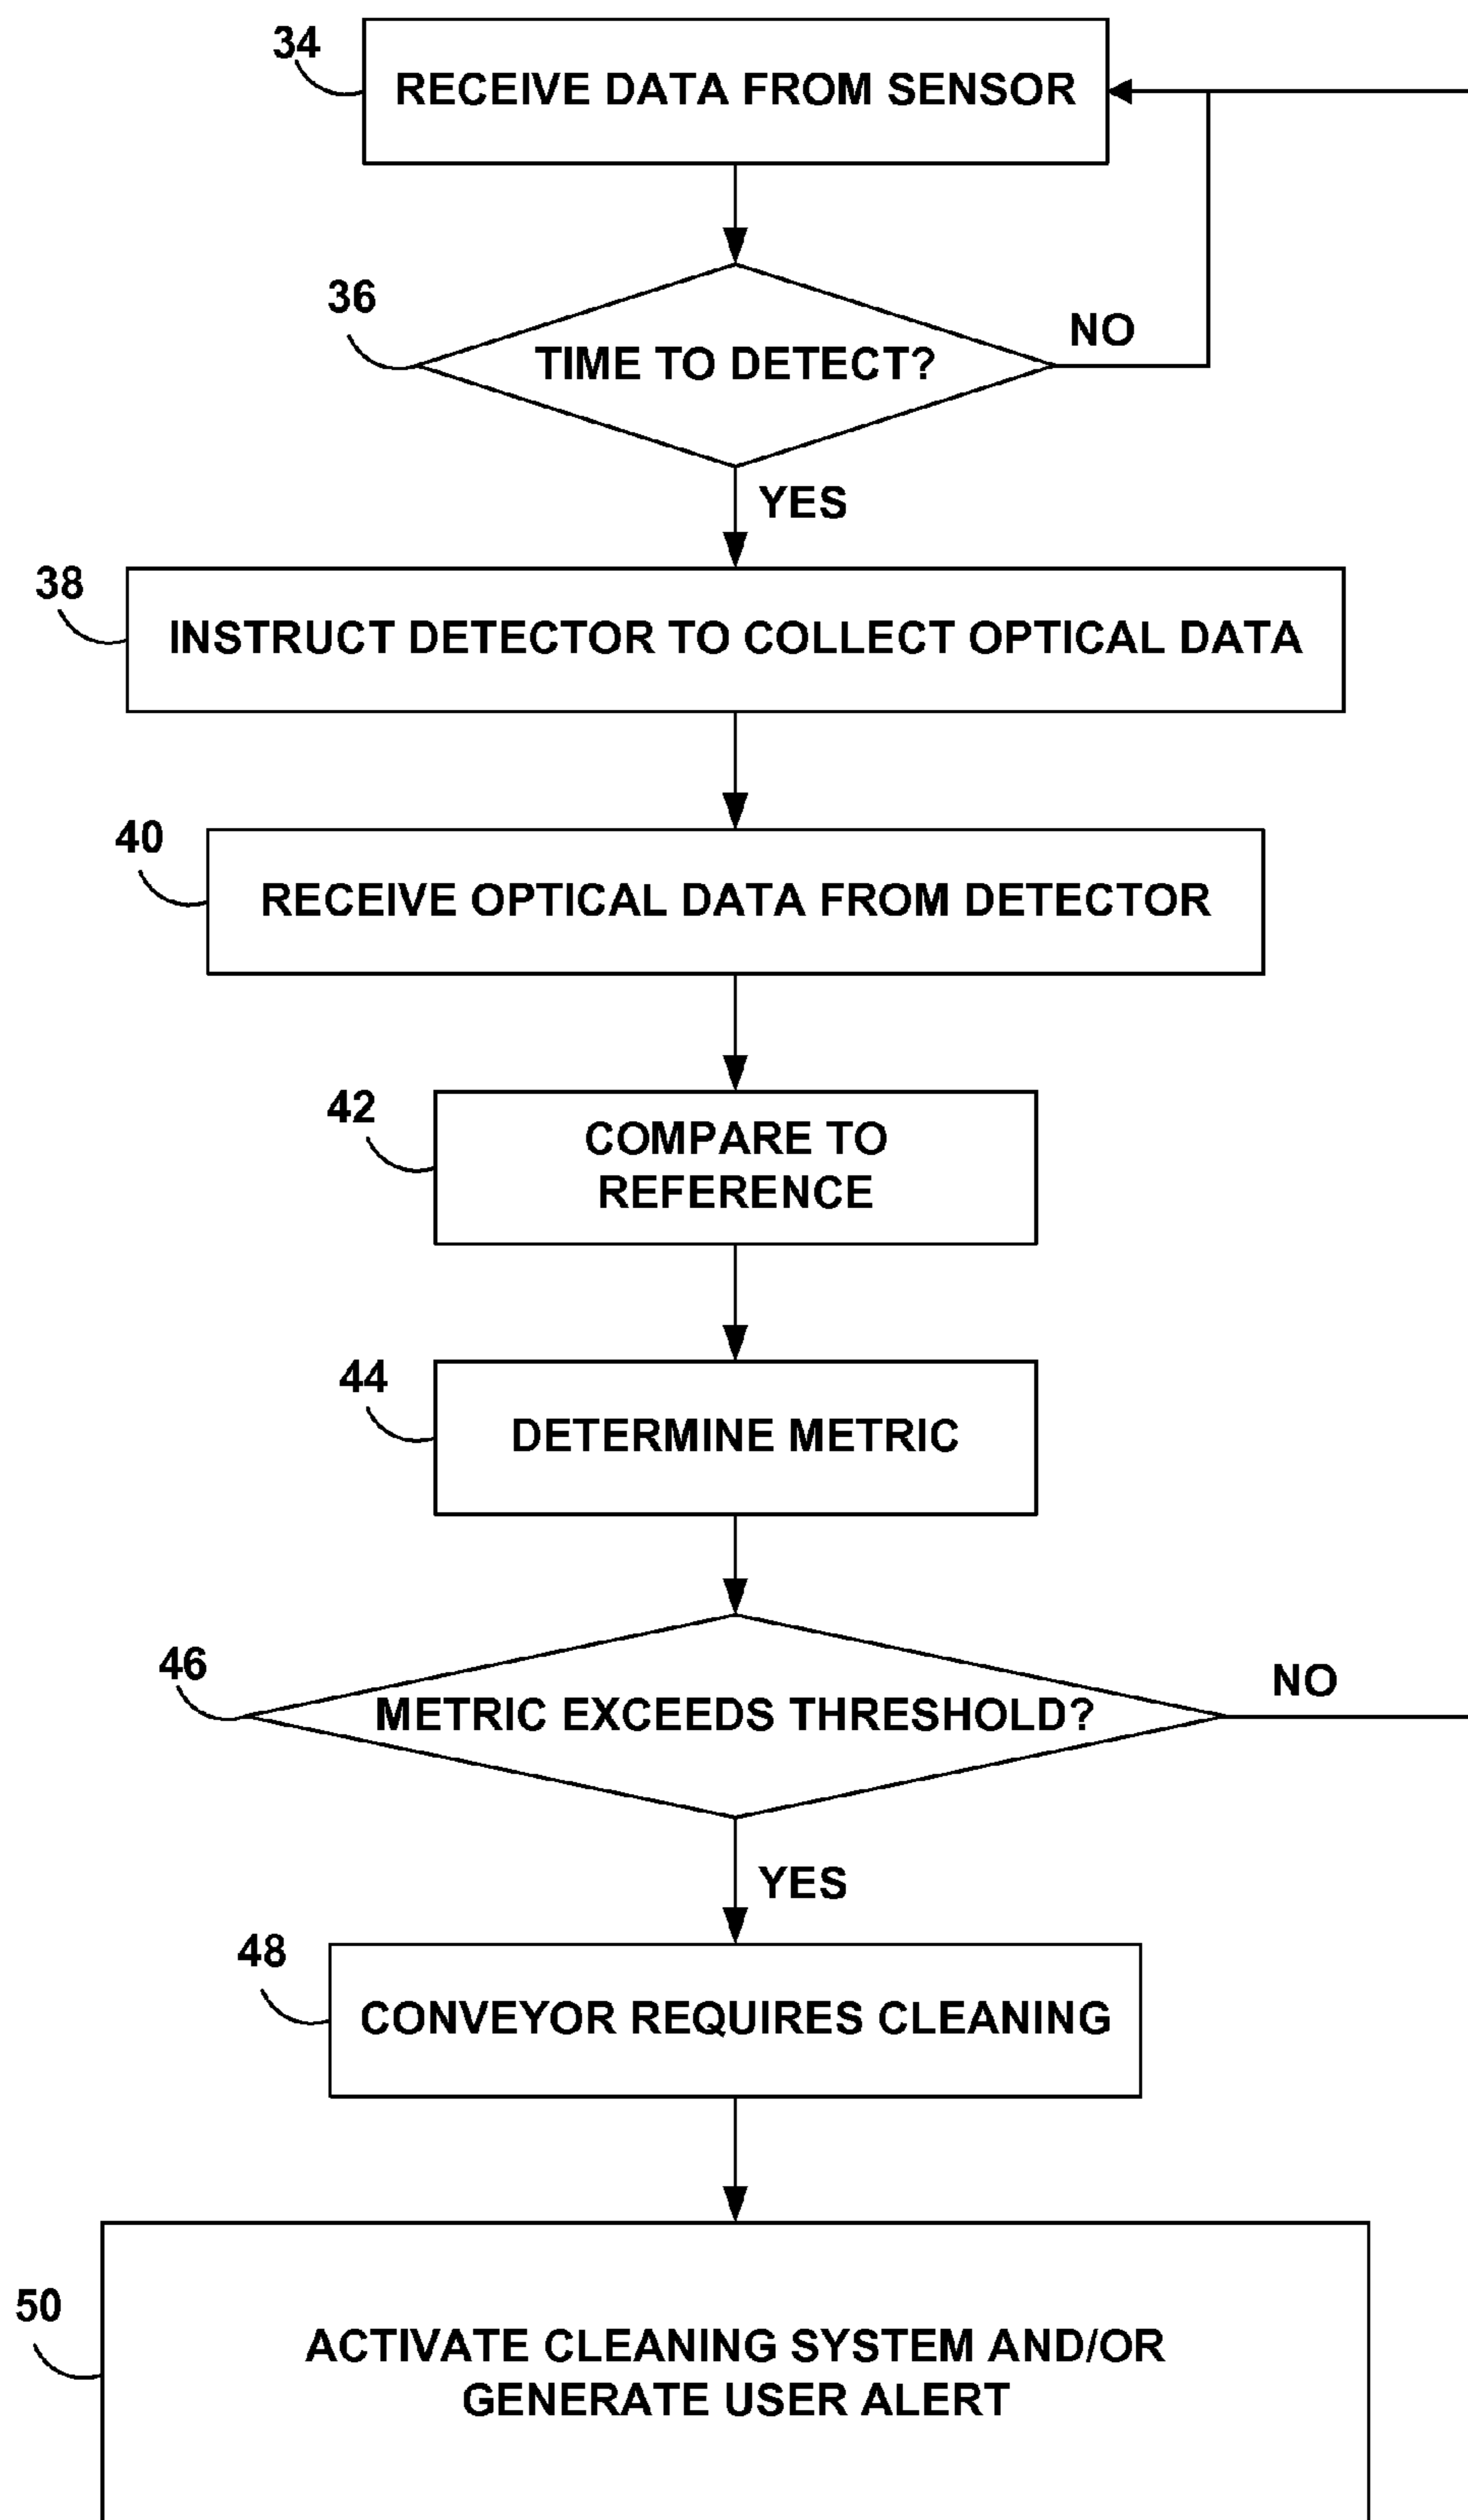 34
RECEIVE DATA FROM SENSOR
36
TIME TO DETECT?
NO
YES
38
INSTRUCT DETECTOR TO COLLECT OPTICAL DATA
40
RECEIVE OPTICAL DATA FROM DETECTOR
42
COMPARE TO
REFERENCE
44
DETERMINE METRIC
46
METRIC EXCEEDS THRESHOLD?
NO
YES
48
CONVEYOR REQUIRES CLEANING
50
ACTIVATE CLEANING SYSTEM AND/OR
GENERATE USER ALERT